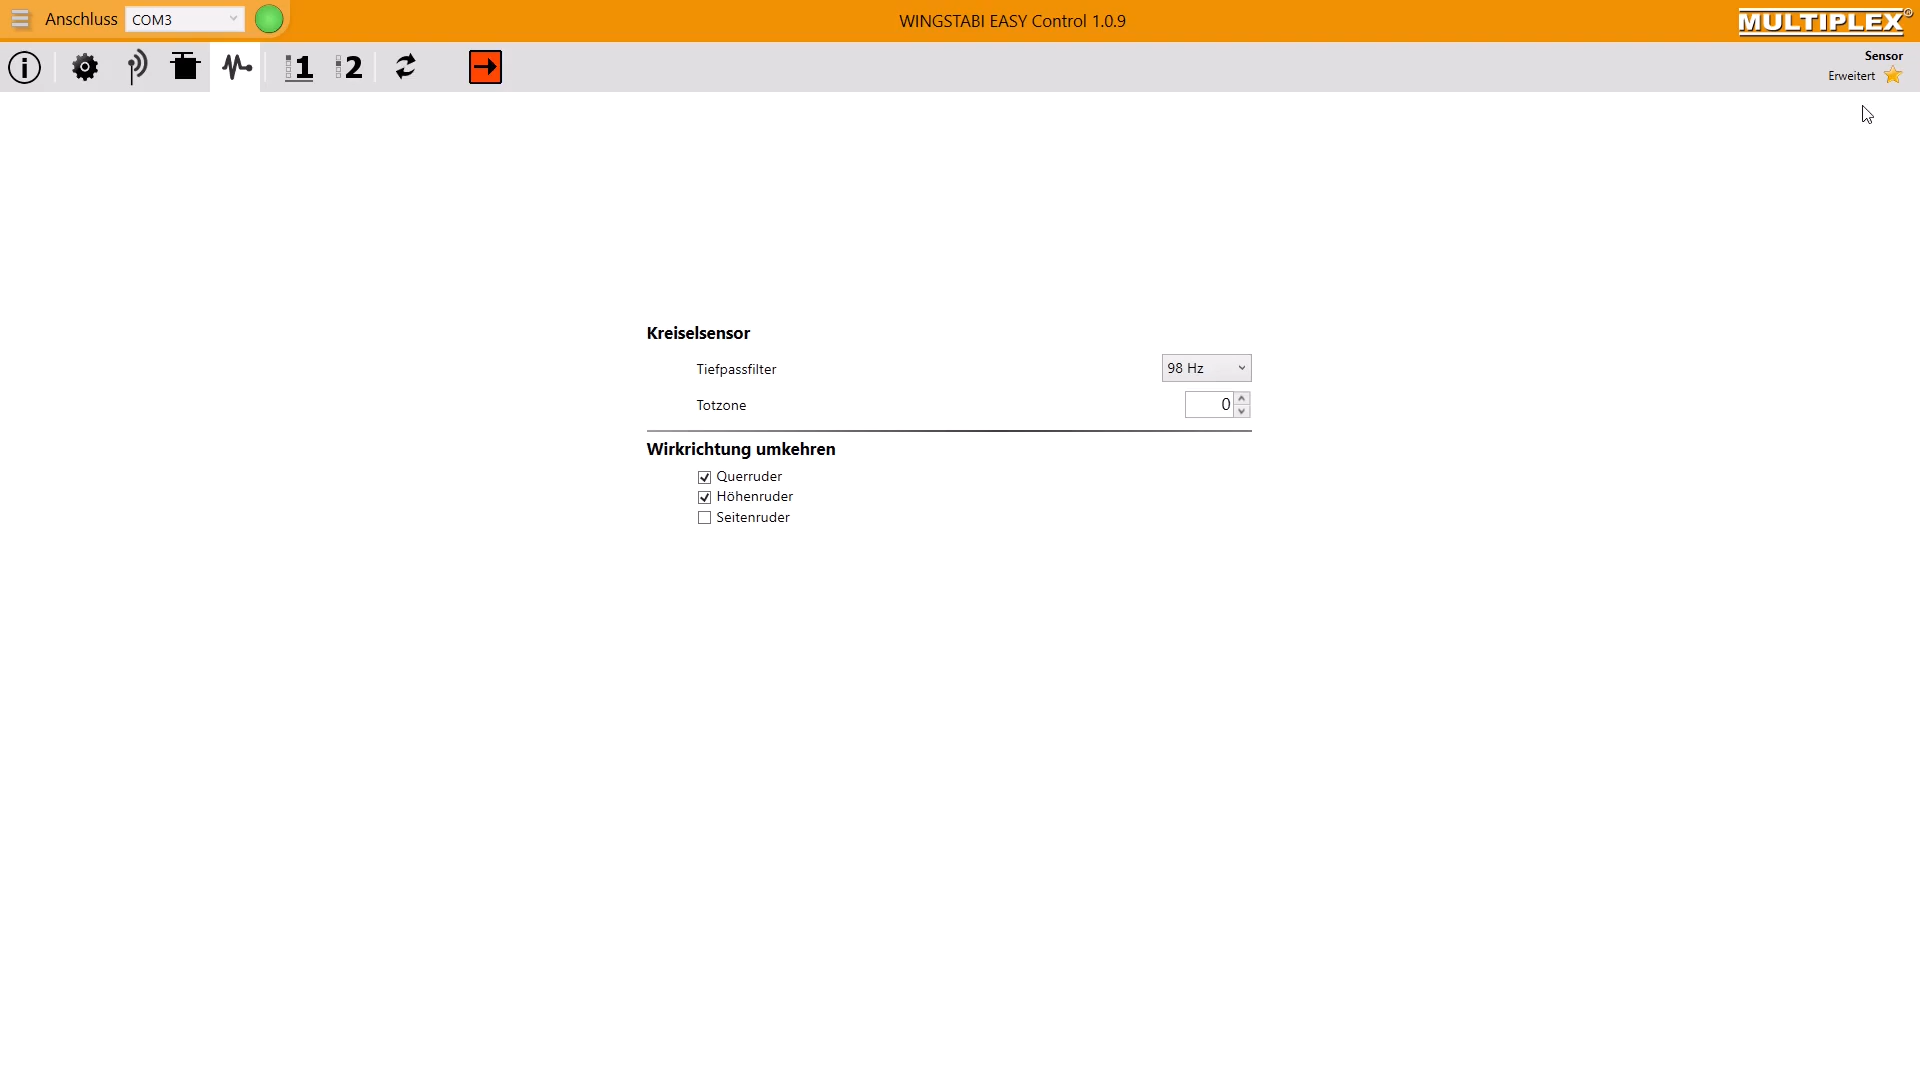 Anschluss COM3
WINGSTABI EASY Control 1.0.9
MULTIPLEX®
1 2
Sensor
Erweitert
Kreiselsensor
Tiefpassfilter 98 Hz
Totzone 0
Wirkrichtung umkehren
Querruder
Höhenruder
Seitenruder